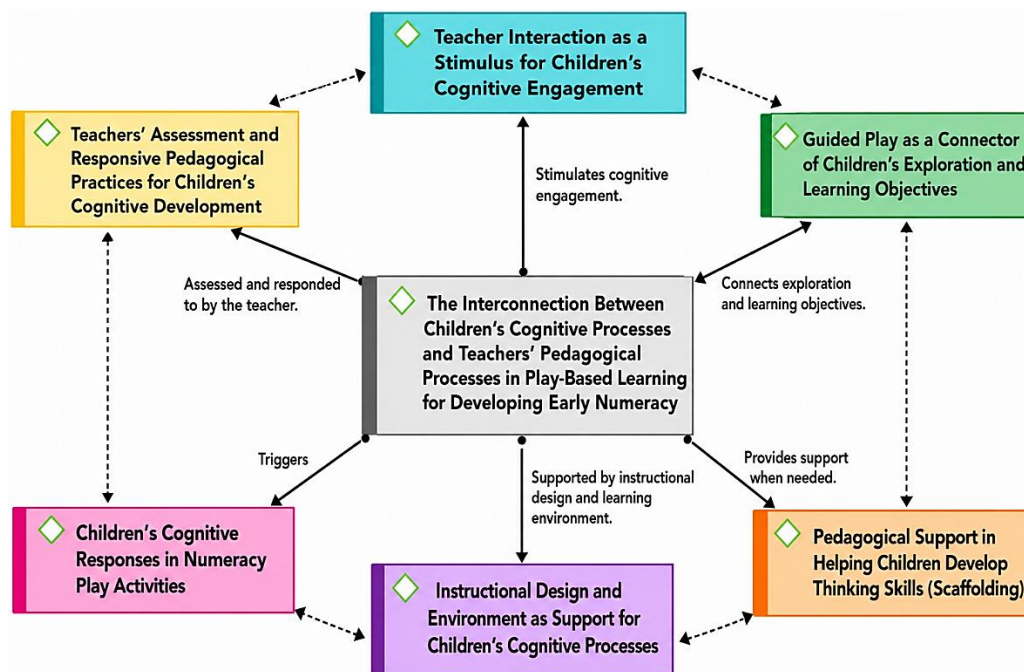 Teacher Interaction as a
Stimulus for Children's
Cognitive Engagement
Teachers' Assessment and
Responsive Pedagogical
Practices for Children's
Cognitive Development
Guided Play as a Connector
of Children's Exploration and
Learning Objectives
Stimulates cognitive
engagement.
Assessed and responded
to by the teacher.
Connects exploration
and learning objectives.
The Interconnection Between
Children's Cognitive Processes
and Teachers' Pedagogical
Processes in Play-Based Learning
for Developing Early Numeracy
Triggers
Supported by instructional
design and learning
environment.
Provides support
when needed.
Children's Cognitive
Responses in Numeracy
Play Activities
Instructional Design and
Environment as Support for
Children's Cognitive Processes
Pedagogical Support in
Helping Children Develop
Thinking Skills (Scaffolding)